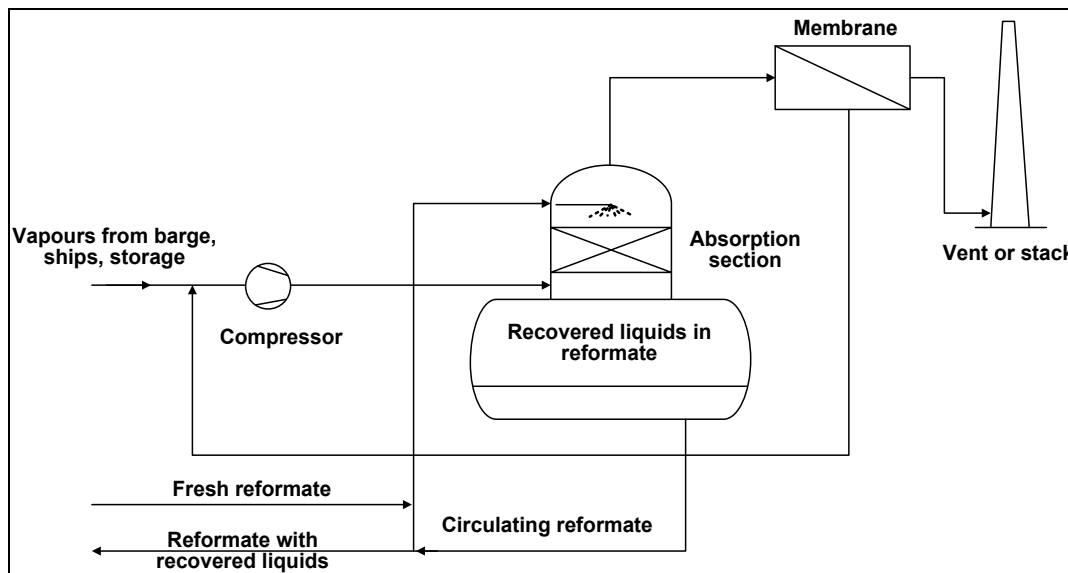 Membrane
Vapours from barge,
ships, storage
Compressor
Absorption
section
Vent or stack
Recovered liquids in
reformate
Fresh reformate
Circulating reformate
Reformate with
recovered liquids